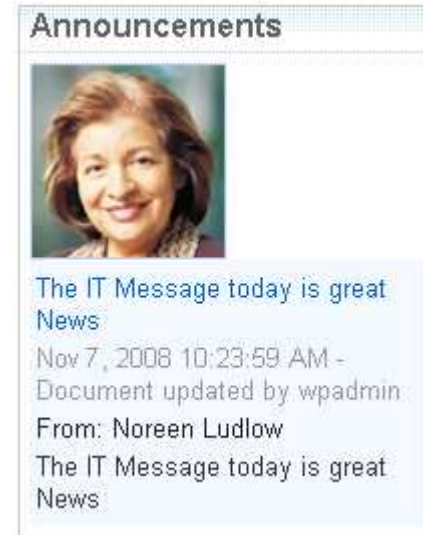 Announcements
The IT Message today is great
News
Nov 7, 2008 10:23:59 AM -
Document updated by wpadmin
From: Noreen Ludlow
The IT Message today is great
News